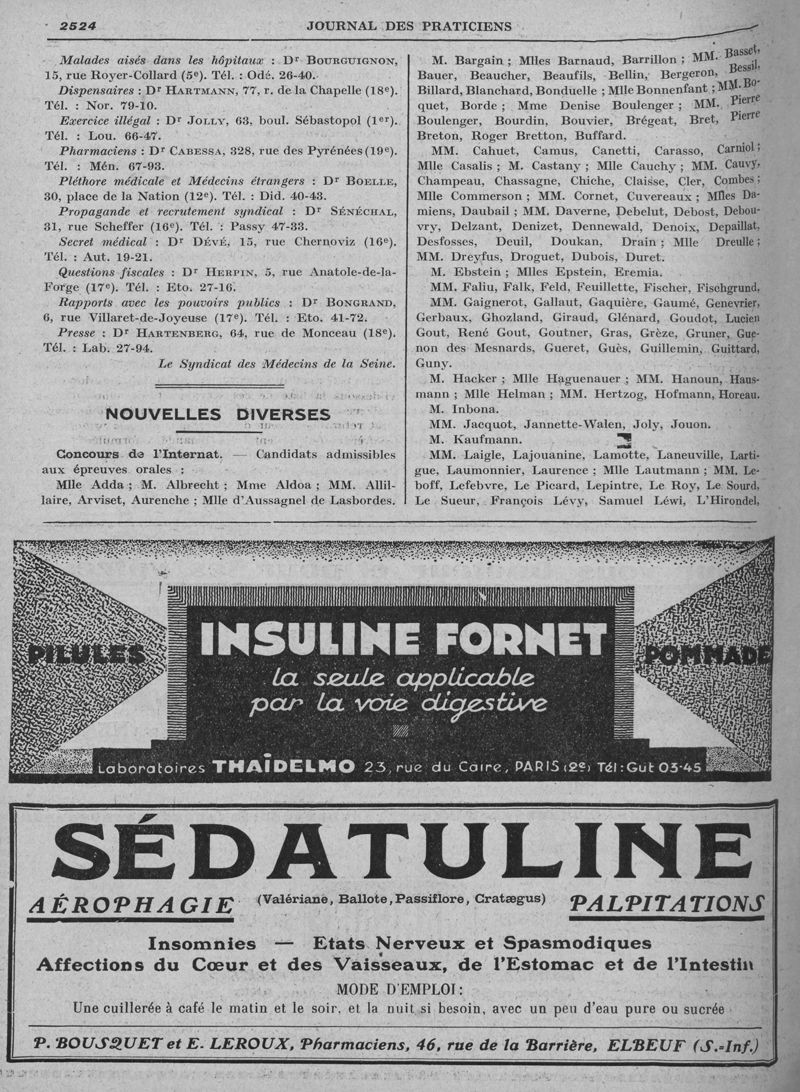 2524
JOURNAL DES PRATICIENS
Malades aisés dans les hôpitaux : Dr BOURGUIGNON,
15, rue Royer-Collard (5e). Tél. : Odé. 26-40.
Dispensaires : Dr HARTMANN, 77, r. de la Chapelle (18e).
Tél. : Nor. 79-10.
Exercice illégal : Dr JOLLY, 63, boul. Sébastopol (1er).
Tél. : Lou. 66-47.
Pharmaciens : Dr CABESSA, 328, rue des Pyrénées (19e).
Tél. : Mén. 67-93.
Pléthore médicale et Médecins étrangers : Dr BOELLE,
30, place de la Nation (12e). Tél. : Did. 40-43.
Propagande et recrutement syndical : Dr SÉNÉCHAL,
31, rue Scheffer (16e). Tél. : Passy 47-33.
Secret médical : Dr DÉVÉ, 15, rue Chernoviz (16e).
Tél. : Aut. 19-21.
Questions fiscales : Dr HERPIN, 5, rue Anatole-de-la-
Forge (17e). Tél. : Eto. 27-16.
Rapports avec les pouvoirs publics : Dr BONGRAND,
6, rue Villaret-de-Joyeuse (17e). Tél. : Eto. 41-72.
Presse : Dr HARTENBERG, 64, rue de Monceau (18e).
Tél. : Lab. 27-94.
Le Syndicat des Médecins de la Seine.
NOUVELLES DIVERSES
Concours de l'Internat. — Candidats admissibles
aux épreuves orales :
Mlle Adda ; M. Albrecht ; Mme Aldoa ; MM. Allil-
laire, Arviset, Aurenche ; Mlle d'Aussagnel de Lasbordes.
M. Bargain ; Mlles Barnaud, Barrillon ; MM. Basset,
Bauer, Beaucher, Beaufils, Bellin, Bergeron, Bessil,
Billard, Blanchard, Bonduelle ; Mlle Bonnenfant ; MM. Bo-
quet, Borde ; Mme Denise Boulenger ; MM. Pierre
Boulenger, Bourdin, Bouvier, Brégeat, Bret, Pierre
Breton, Roger Bretton, Buffard.
MM. Cahuet, Camus, Canetti, Carasso, Carniol ;
Mlle Casalis ; M. Castany ; Mlle Cauchy ; MM. Cauvy,
Champeau, Chassagne, Chiche, Claisse, Cler, Combes ;
Mlle Commerson ; MM. Cornet, Cuvereaux ; Mlles Da-
miens, Daubail ; MM. Daverne, Debelut, Debost, Debou-
vry, Delzant, Denizet, Dennewald, Denoix, Depaillat,
Desfosses, Deuil, Doukan, Drain ; Mlle Dreulle ;
MM. Dreyfus, Droguet, Dubois, Duret.
M. Ebstein ; Mlles Epstein, Eremia.
MM. Faliu, Falk, Feld, Feuillette, Fischer, Fischgrund,
MM. Gaignerot, Gallaut, Gaquière, Gaumé, Genevrier,
Gerbaux, Ghozland, Giraud, Glénard, Goudot, Lucien
Gout, René Gout, Goutner, Gras, Grèze, Gruner, Gue-
non des Mesnards, Gueret, Guès, Guillemin, Guittard,
Guny.
M. Hacker ; Mlle Haguenauer ; MM. Hanoun, Haus-
mann ; Mlle Helman ; MM. Hertzog, Hofmann, Horeau.
M. Inbona.
MM. Jacquot, Jannette-Walen, Joly, Jouon.
M. Kaufmann.
MM. Laigle, Lajouanine, Lamotte, Laneuville, Larti-
gue, Laumonnier, Laurence ; Mlle Lautmann ; MM. Le-
boff, Lefebvre, Le Picard, Lepintre, Le Roy, Le Sourd,
Le Sueur, François Lévy, Samuel Léwi, L'Hirondel,
PILULES
INSULINE FORNET
POMMADE
la seule applicable
par la voie digestive
Laboratoires THAÏDELMO 23, rue du Caire, PARIS (2e) Tél : Gut 03-45
SÉDATULINE
AÉROPHAGIE
(Valériane, Ballote, Passiflore, Cratægus)
PALPITATIONS
Insomnies — Etats Nerveux et Spasmodiques
Affections du Cœur et des Vaisseaux, de l'Estomac et de l'Intestin
MODE D'EMPLOI :
Une cuillerée à café le matin et le soir, et la nuit si besoin, avec un peu d'eau pure ou sucrée
P. BOUSQUET et E. LEROUX, Pharmaciens, 46, rue de la Barrière, ELBEUF (S.=Inf.)